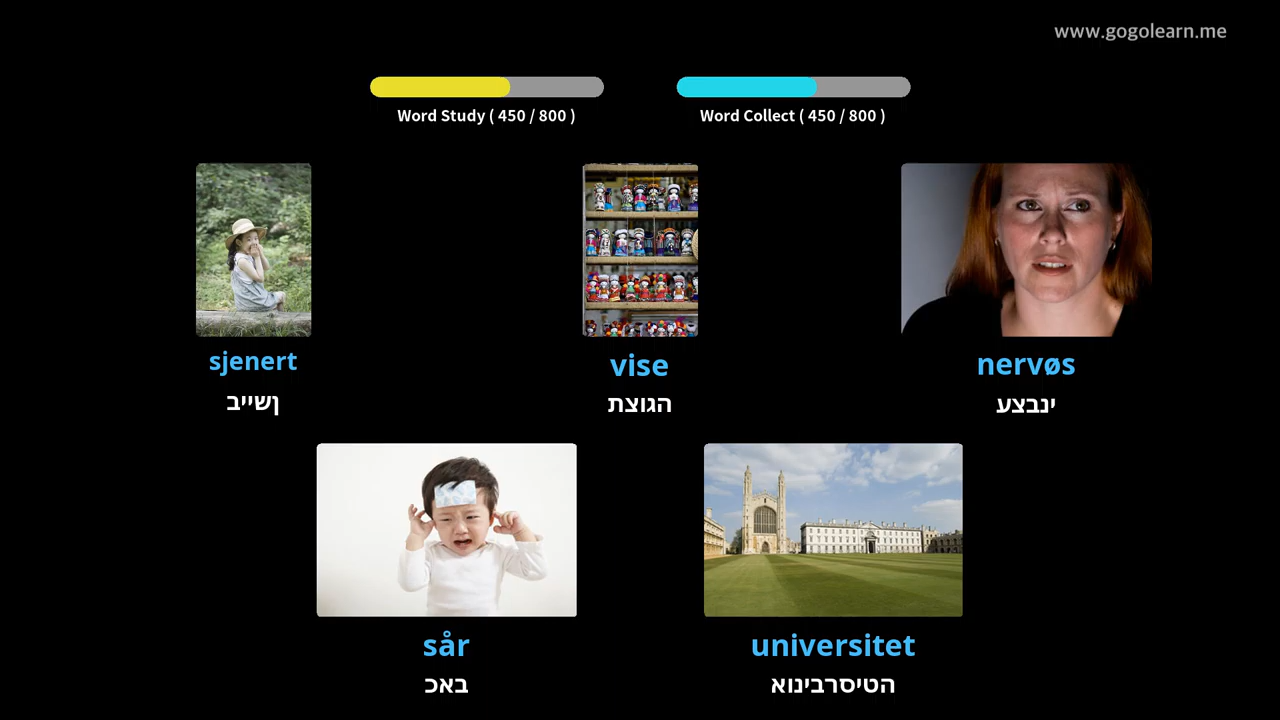 www.gogolearn.me
Word Study ( 450 / 800 )
Word Collect ( 450 / 800 )
sjenert
ןשייב
vise
הגוצת
nervøs
ינבצע
sår
באכ
universitet
הטיסרבינוא